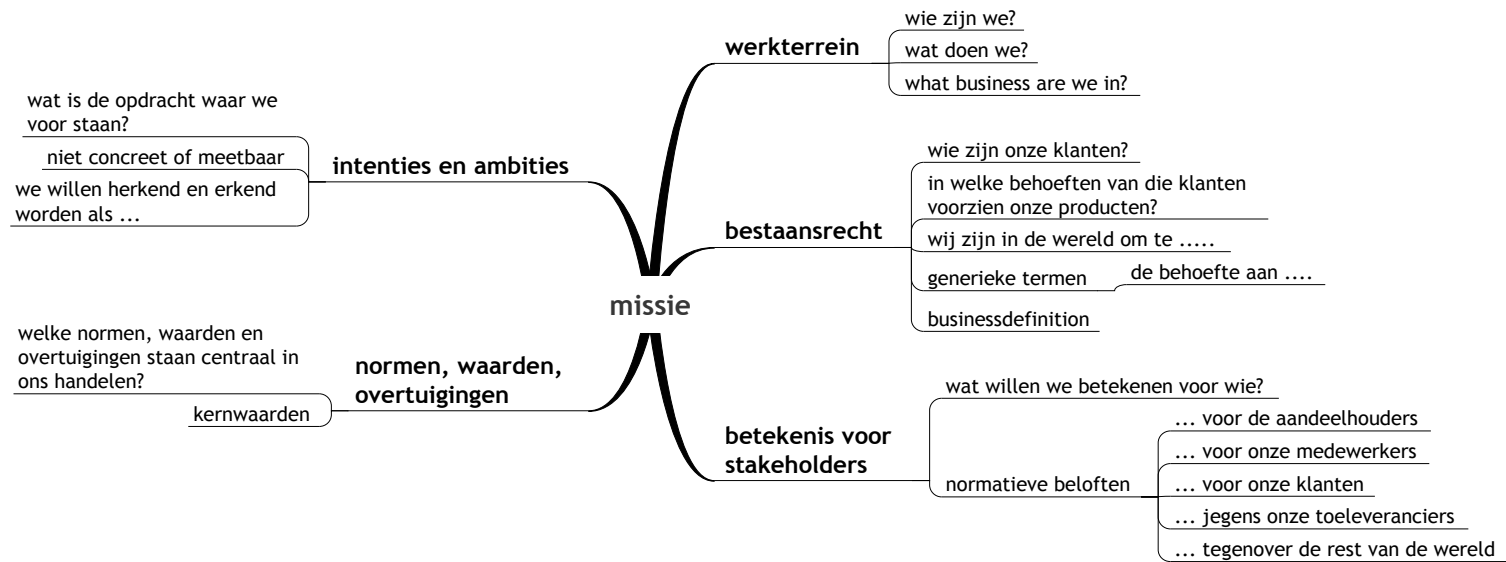 missie
werkterrein
wie zijn we?
wat doen we?
what business are we in?
bestaansrecht
wie zijn onze klanten?
in welke behoeften van die klanten
voorzien onze producten?
wij zijn in de wereld om te .....
generieke termen
de behoefte aan ....
businessdefinition
betekenis voor
stakeholders
wat willen we betekenen voor wie?
normatieve beloften
... voor de aandeelhouders
... voor onze medewerkers
... voor onze klanten
... jegens onze toeleveranciers
... tegenover de rest van de wereld
intenties en ambities
wat is de opdracht waar we
voor staan?
niet concreet of meetbaar
we willen herkend en erkend
worden als ...
normen, waarden,
overtuigingen
welke normen, waarden en
overtuigingen staan centraal in
ons handelen?
kernwaarden